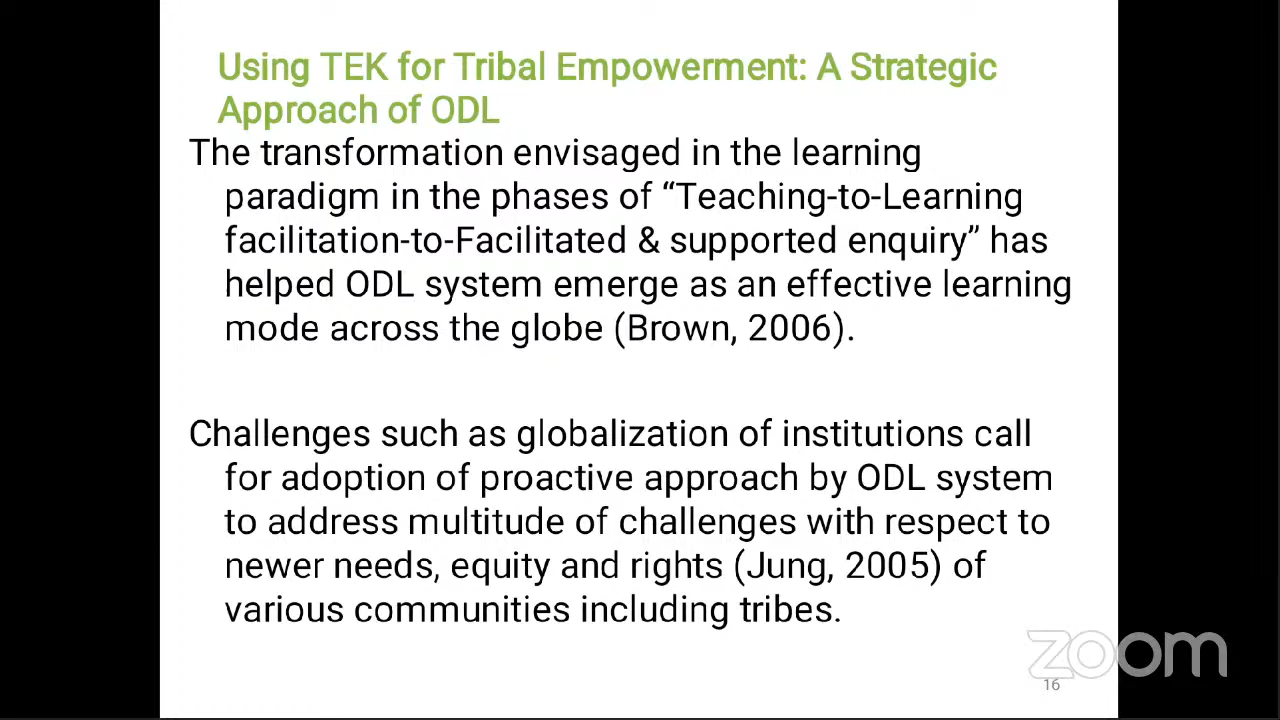 Using TEK for Tribal Empowerment: A Strategic
Approach of ODL
The transformation envisaged in the learning
paradigm in the phases of “Teaching-to-Learning
facilitation-to-Facilitated & supported enquiry” has
helped ODL system emerge as an effective learning
mode across the globe (Brown, 2006).
Challenges such as globalization of institutions call
for adoption of proactive approach by ODL system
to address multitude of challenges with respect to
newer needs, equity and rights (Jung, 2005) of
various communities including tribes.
zoom
16